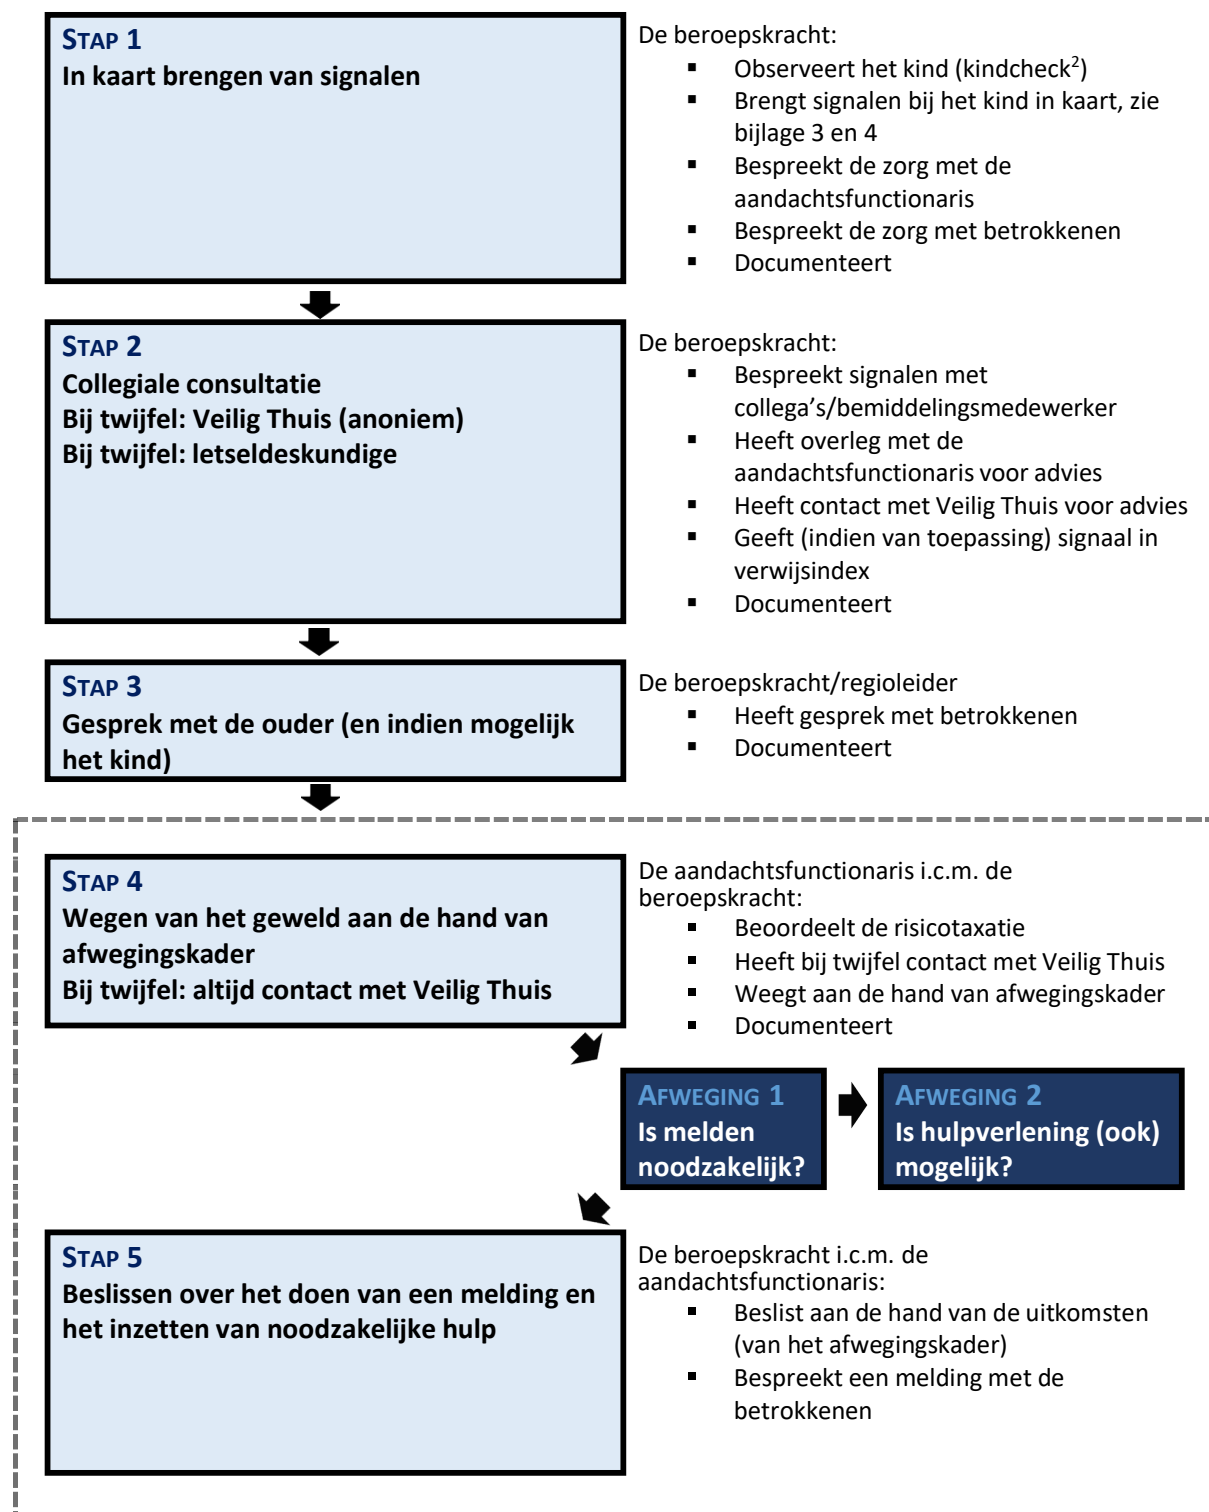 STAP 1
In kaart brengen van signalen
De beroepskracht:
▪ Observeert het kind (kindcheck²)
▪ Brengt signalen bij het kind in kaart, zie
bijlage 3 en 4
▪ Bespreekt de zorg met de
aandachtsfunctionaris
▪ Bespreekt de zorg met betrokkenen
▪ Documenteert
STAP 2
Collegiale consultatie
Bij twijfel: Veilig Thuis (anoniem)
Bij twijfel: letseldeskundige
De beroepskracht:
▪ Bespreekt signalen met
collega's/bemiddelingsmedewerker
▪ Heeft overleg met de
aandachtsfunctionaris voor advies
▪ Heeft contact met Veilig Thuis voor advies
▪ Geeft (indien van toepassing) signaal in
verwijsindex
▪ Documenteert
STAP 3
Gesprek met de ouder (en indien mogelijk
het kind)
De beroepskracht/regioleider
▪ Heeft gesprek met betrokkenen
▪ Documenteert
STAP 4
Wegen van het geweld aan de hand van
afwegingskader
Bij twijfel: altijd contact met Veilig Thuis
De aandachtsfunctionaris i.c.m. de
beroepskracht:
▪ Beoordeelt de risicotaxatie
▪ Heeft bij twijfel contact met Veilig Thuis
▪ Weegt aan de hand van afwegingskader
▪ Documenteert
AFWEGING 1
Is melden
noodzakelijk?
AFWEGING 2
Is hulpverlening (ook)
mogelijk?
STAP 5
Beslissen over het doen van een melding en
het inzetten van noodzakelijke hulp
De beroepskracht i.c.m. de
aandachtsfunctionaris:
▪ Beslist aan de hand van de uitkomsten
(van het afwegingskader)
▪ Bespreekt een melding met de
betrokkenen